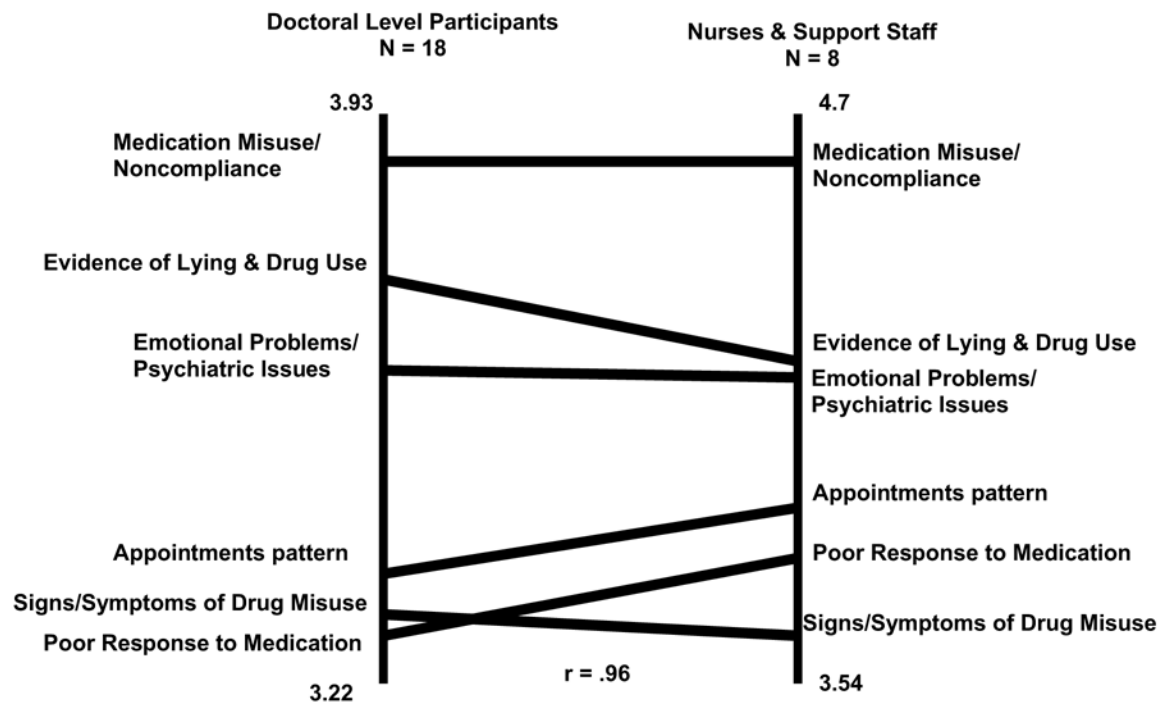 Doctoral Level Participants
N = 18
Nurses & Support Staff
N = 8
3.93
4.7
Medication Misuse/
Noncompliance
Medication Misuse/
Noncompliance
Evidence of Lying & Drug Use
Emotional Problems/
Psychiatric Issues
Evidence of Lying & Drug Use
Emotional Problems/
Psychiatric Issues
Appointments pattern
Appointments pattern
Signs/Symptoms of Drug Misuse
Poor Response to Medication
Poor Response to Medication
Signs/Symptoms of Drug Misuse
3.22
r = .96
3.54